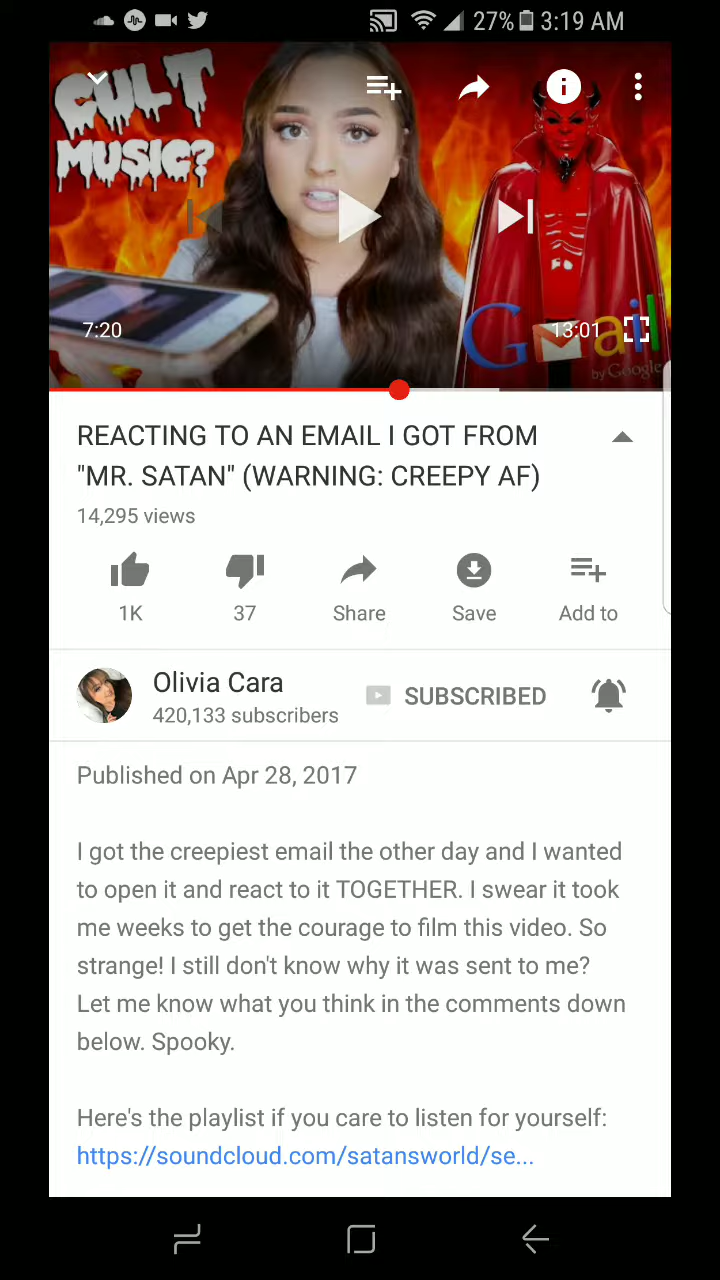 27% 3:19 AM
CULT
MUSIC?
7:20
13:01
Gmail
by Google
REACTING TO AN EMAIL I GOT FROM
"MR. SATAN" (WARNING: CREEPY AF)
14,295 views
1K
37
Share
Save
Add to
Olivia Cara
SUBSCRIBED
420,133 subscribers
Published on Apr 28, 2017
I got the creepiest email the other day and I wanted
to open it and react to it TOGETHER. I swear it took
me weeks to get the courage to film this video. So
strange! I still don't know why it was sent to me?
Let me know what you think in the comments down
below. Spooky.
Here's the playlist if you care to listen for yourself:
https://soundcloud.com/satansworld/se...